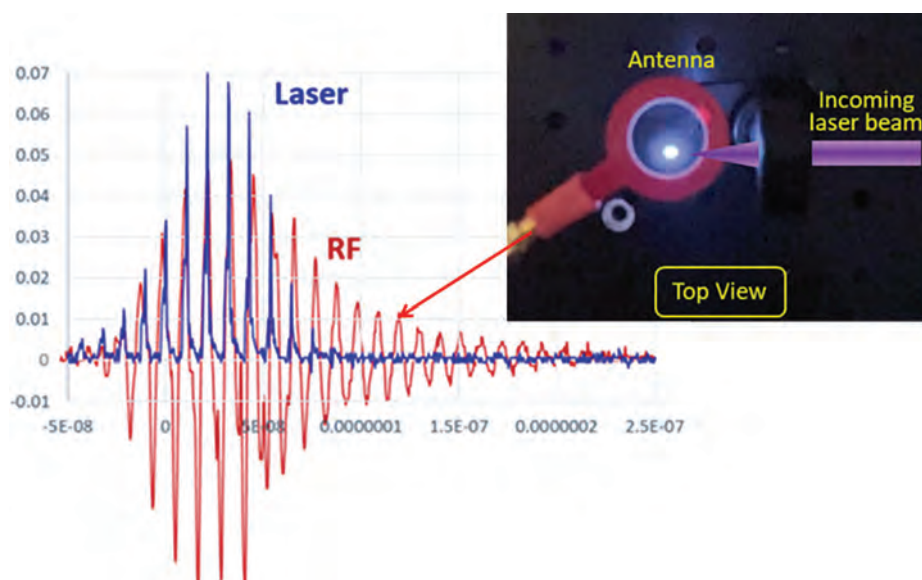 0.07
0.06
0.05
0.04
0.03
0.02
0.01
0
-0.01
-5E-08
0
5E-08
0.0000001
1.5E-07
0.0000002
2.5E-07
Laser
RF
Antenna
Incoming
laser beam
Top View